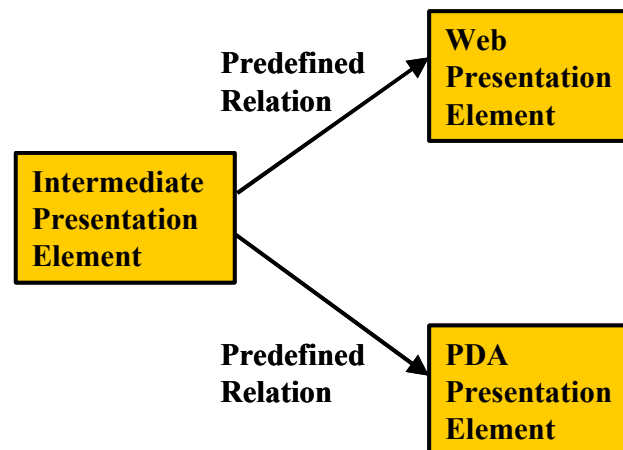 Web
Presentation
Element
Predefined
Relation
Intermediate
Presentation
Element
Predefined
Relation
PDA
Presentation
Element